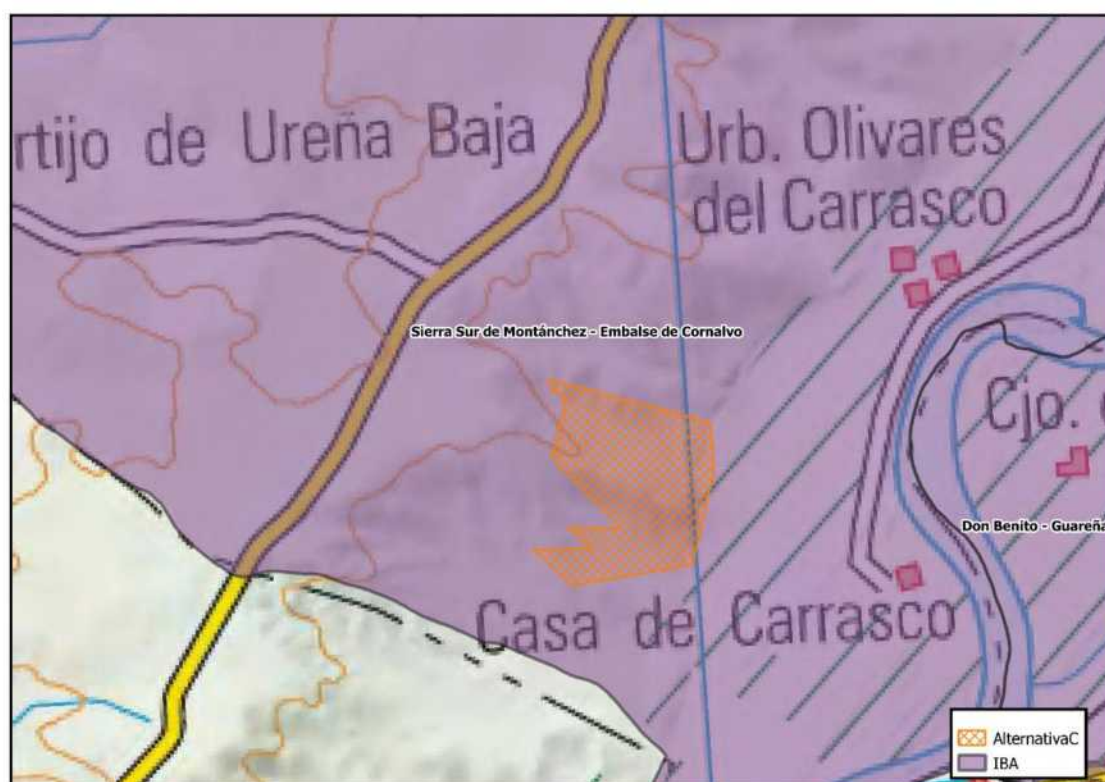 rtijo de Ureña Baja
Urb. Olivares
del Carrasco
Sierra Sur de Montánchez - Embalse de Cornalvo
Cjo.
Don Benito - Guareña
Casa de Carrasco
AlternativaC
IBA